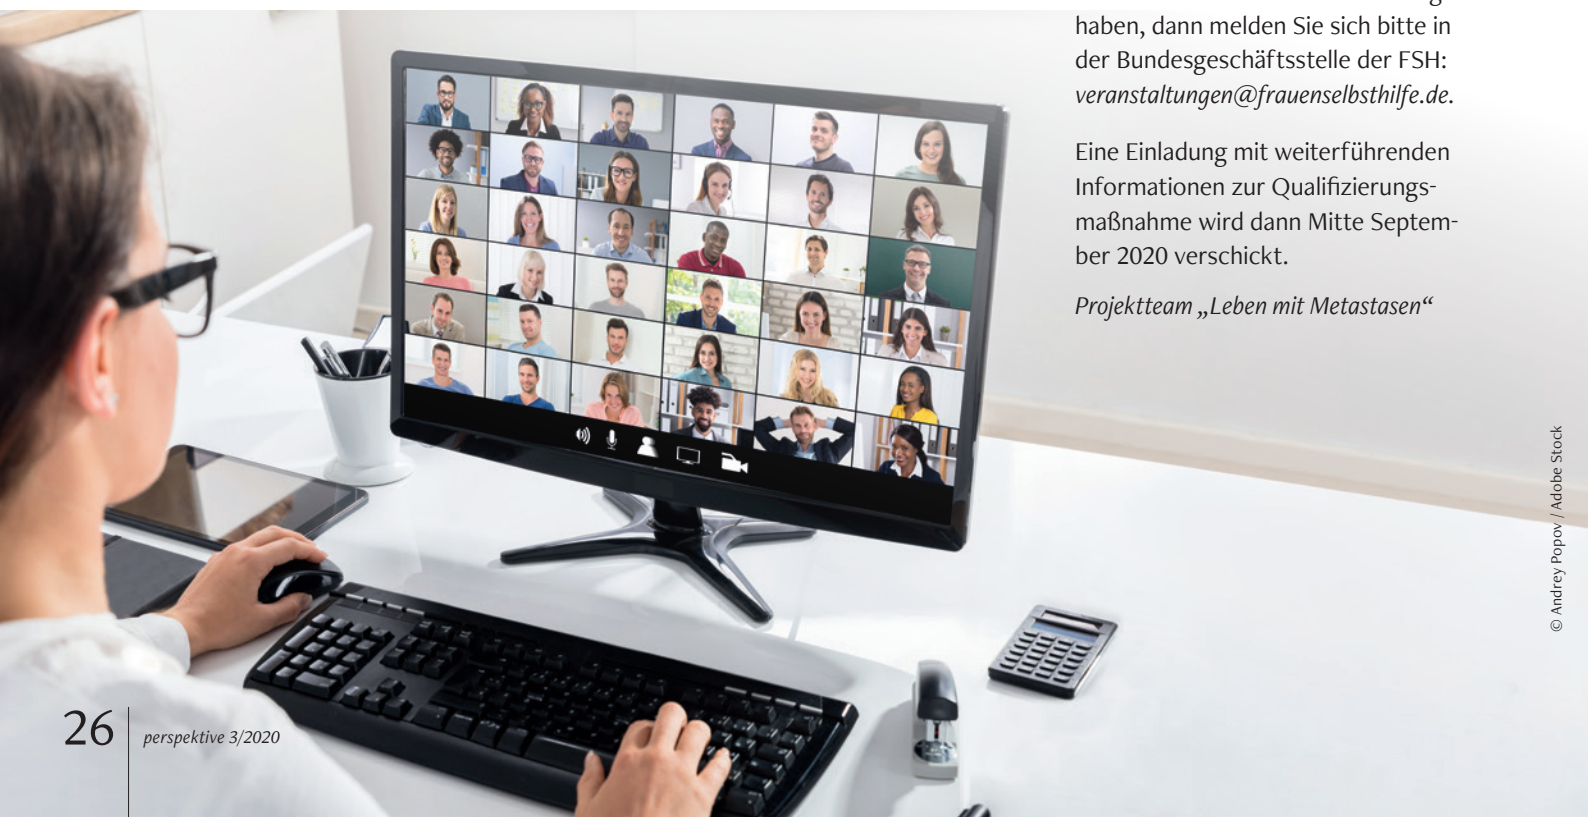 haben, dann melden Sie sich bitte in
der Bundesgeschäftsstelle der FSH:
veranstaltungen@frauenselbsthilfe.de.
Eine Einladung mit weiterführenden
Informationen zur Qualifizierungs-
maßnahme wird dann Mitte Septem-
ber 2020 verschickt.
Projektteam „Leben mit Metastasen“
© Andrey Popov / Adobe Stock
26
perspektive 3/2020